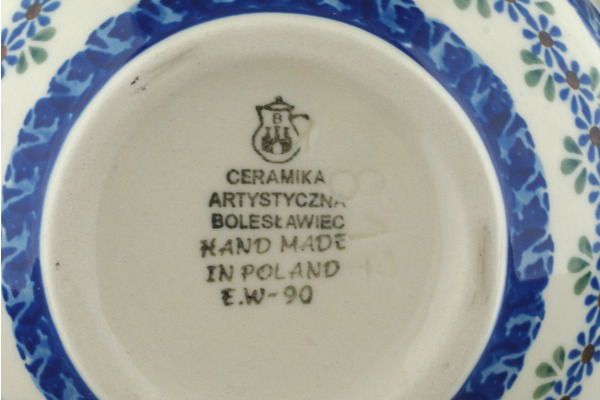 B
CERAMIKA
ARTYSTYCZNA
BOLESŁAWIEC
HAND MADE
IN POLAND
E.W-90